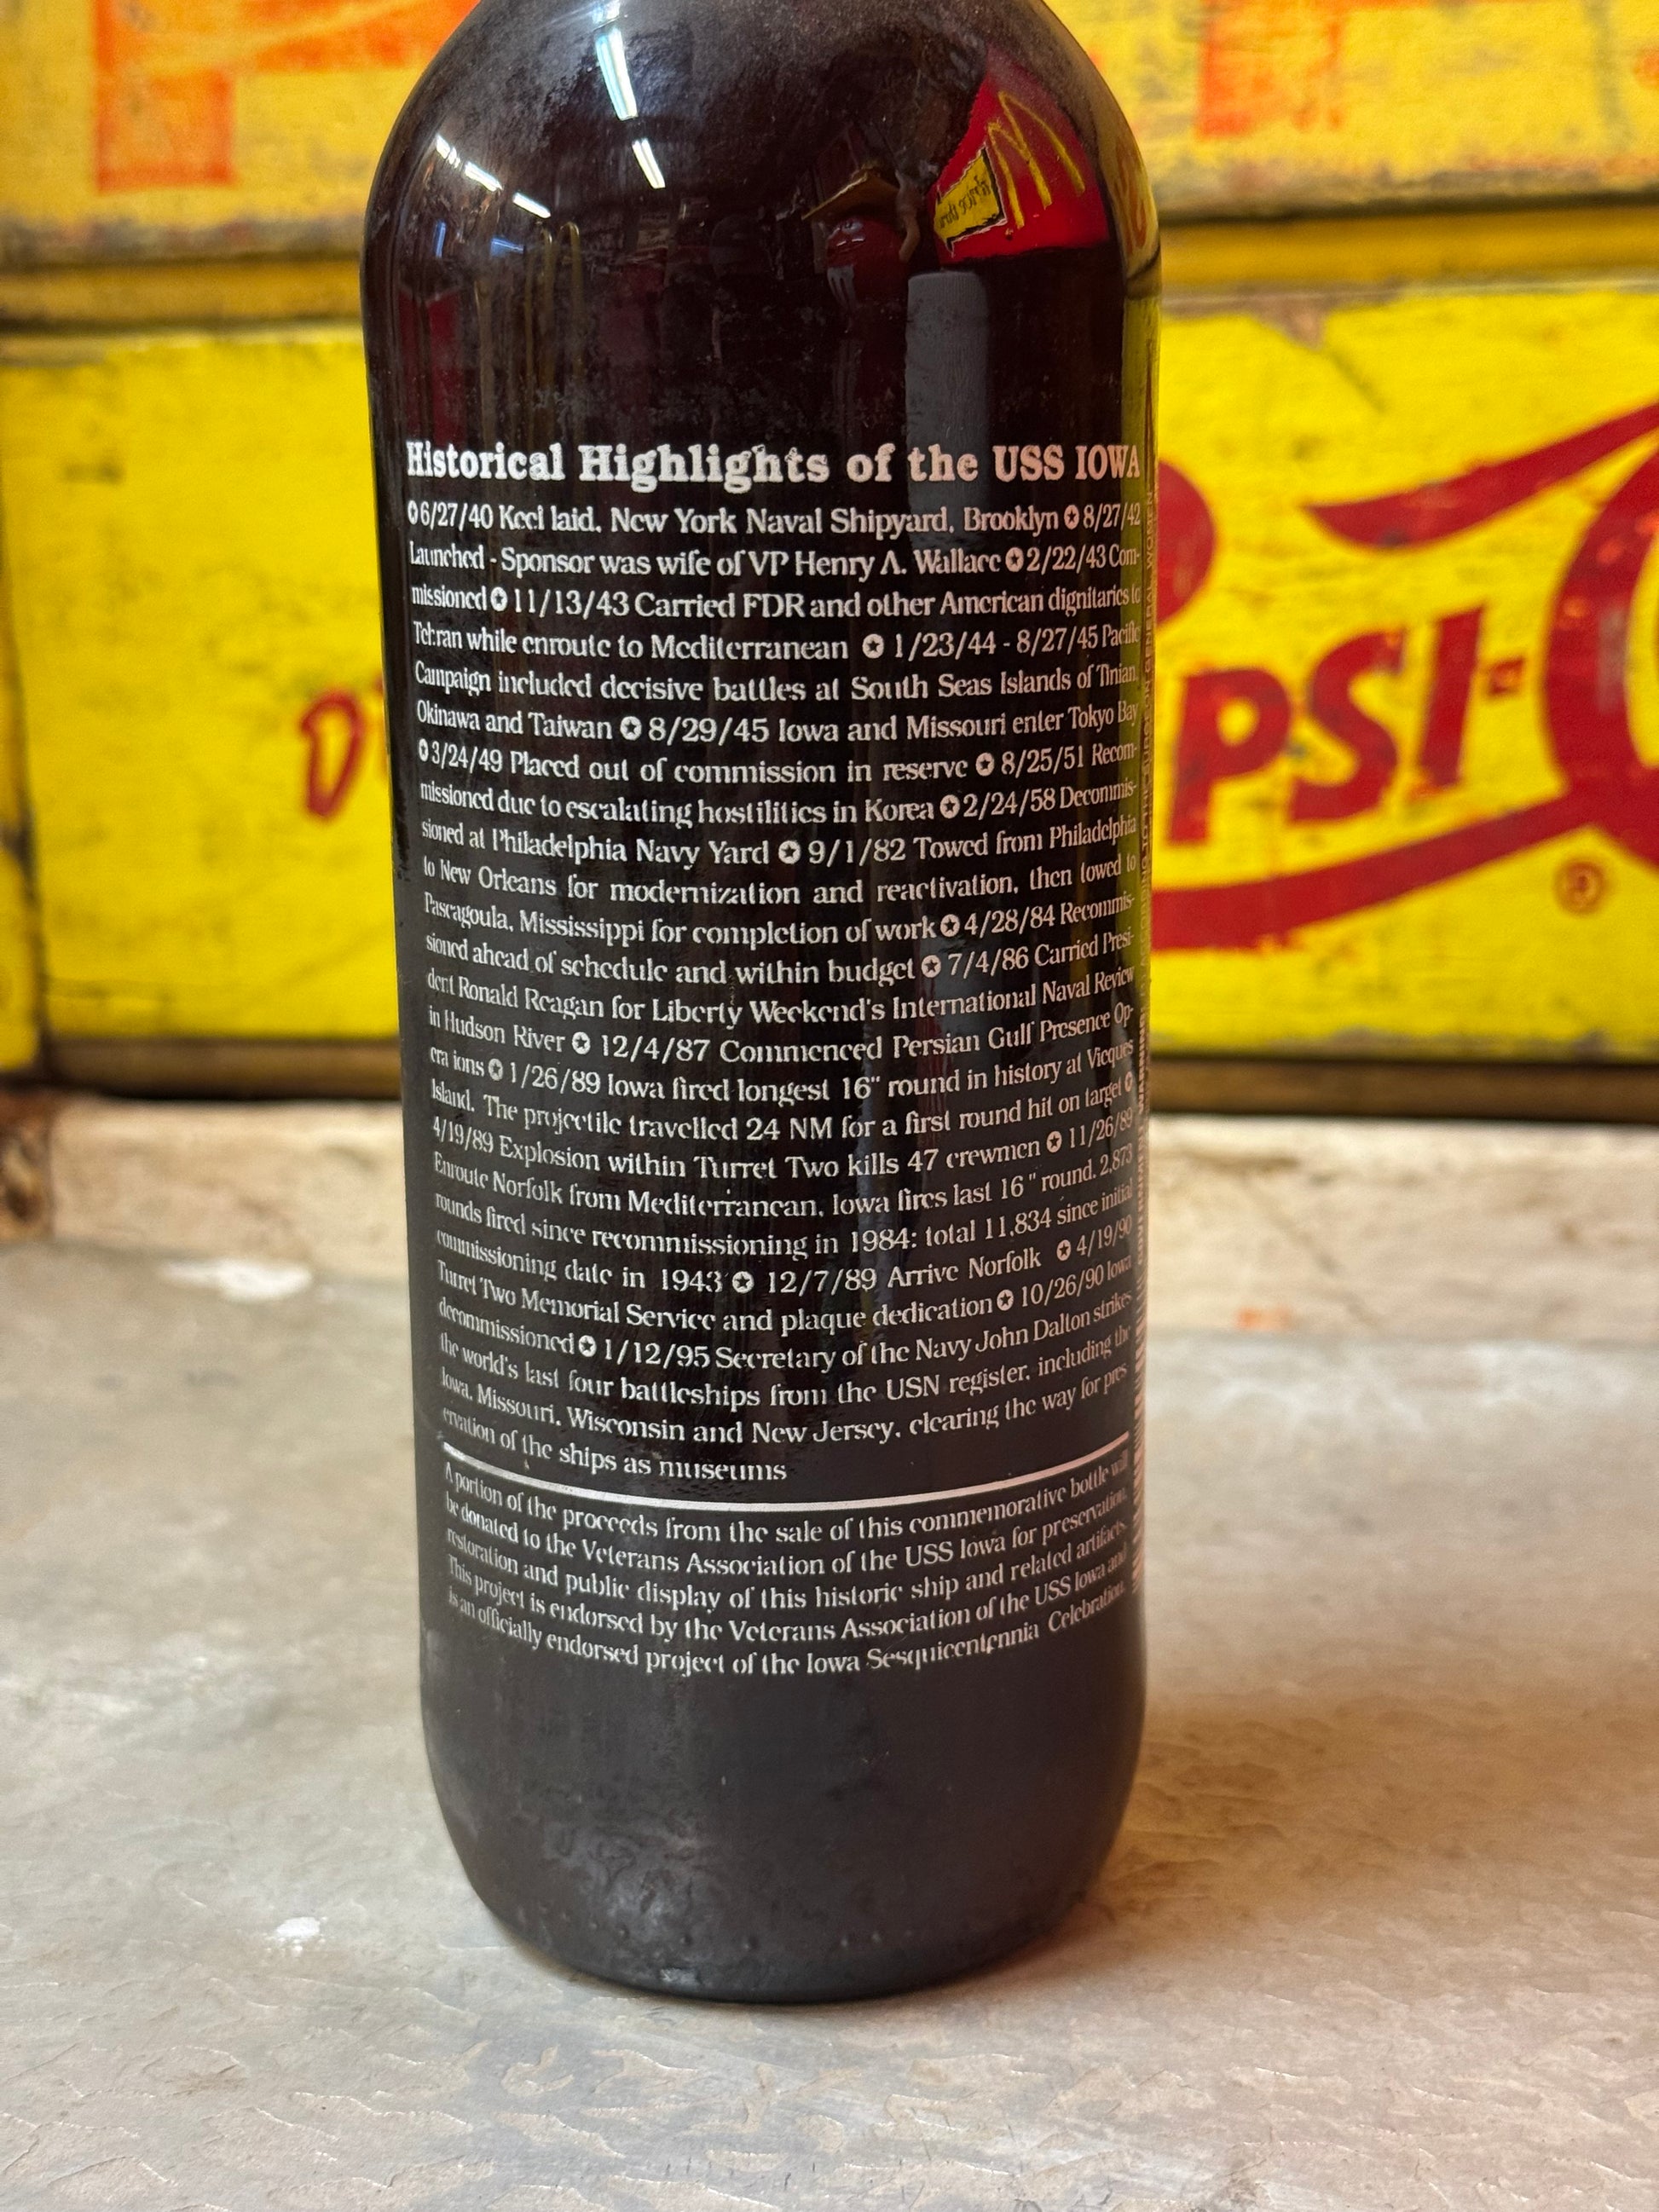 Historical Highlights of the USS IOWA
✪ 6/27/40 Keel laid, New York Naval Shipyard, Brooklyn ✪ 8/27/42
Launched - Sponsor was wife of VP Henry A. Wallace ✪ 2/22/43 Com-
missioned ✪ 11/13/43 Carried FDR and other American dignitaries to
Tehran while enroute to Mediterranean ✪ 1/23/44 - 8/27/45 Pacific
Campaign included decisive battles at South Seas Islands of Tinian,
Okinawa and Taiwan ✪ 8/29/45 Iowa and Missouri enter Tokyo Bay
✪ 3/24/49 Placed out of commission in reserve ✪ 8/25/51 Recom-
missioned due to escalating hostilities in Korea ✪ 2/24/58 Decommis-
sioned at Philadelphia Navy Yard ✪ 9/1/82 Towed from Philadelphia
to New Orleans for modernization and reactivation, then towed to
Pascagoula, Mississippi for completion of work ✪ 4/28/84 Recommis-
sioned ahead of schedule and within budget ✪ 7/4/86 Carried Presi-
dent Ronald Reagan for Liberty Weekend's International Naval Review
in Hudson River ✪ 12/4/87 Commenced Persian Gulf Presence Op-
erations ✪ 1/26/89 Iowa fired longest 16" round in history at Vieques
Island. The projectile travelled 24 NM for a first round hit on target ✪
4/19/89 Explosion within Turret Two kills 47 crewmen ✪ 11/26/89
Enroute Norfolk from Mediterranean, Iowa fires last 16" round. 2,873
rounds fired since recommissioning in 1984; total 11,834 since initial
commissioning date in 1943 ✪ 12/7/89 Arrive Norfolk ✪ 4/19/90
Turret Two Memorial Service and plaque dedication ✪ 10/26/90 Iowa
decommissioned ✪ 1/12/95 Secretary of the Navy John Dalton strikes
the world's last four battleships from the USN register, including the
Iowa, Missouri, Wisconsin and New Jersey, clearing the way for pres
ervation of the ships as museums
A portion of the proceeds from the sale of this commemorative bottle will
be donated to the Veterans Association of the USS Iowa for preservation,
restoration and public display of this historic ship and related artifacts.
This project is endorsed by the Veterans Association of the USS Iowa and
is an officially endorsed project of the Iowa Sesquicentennia Celebration.
PSI-
®